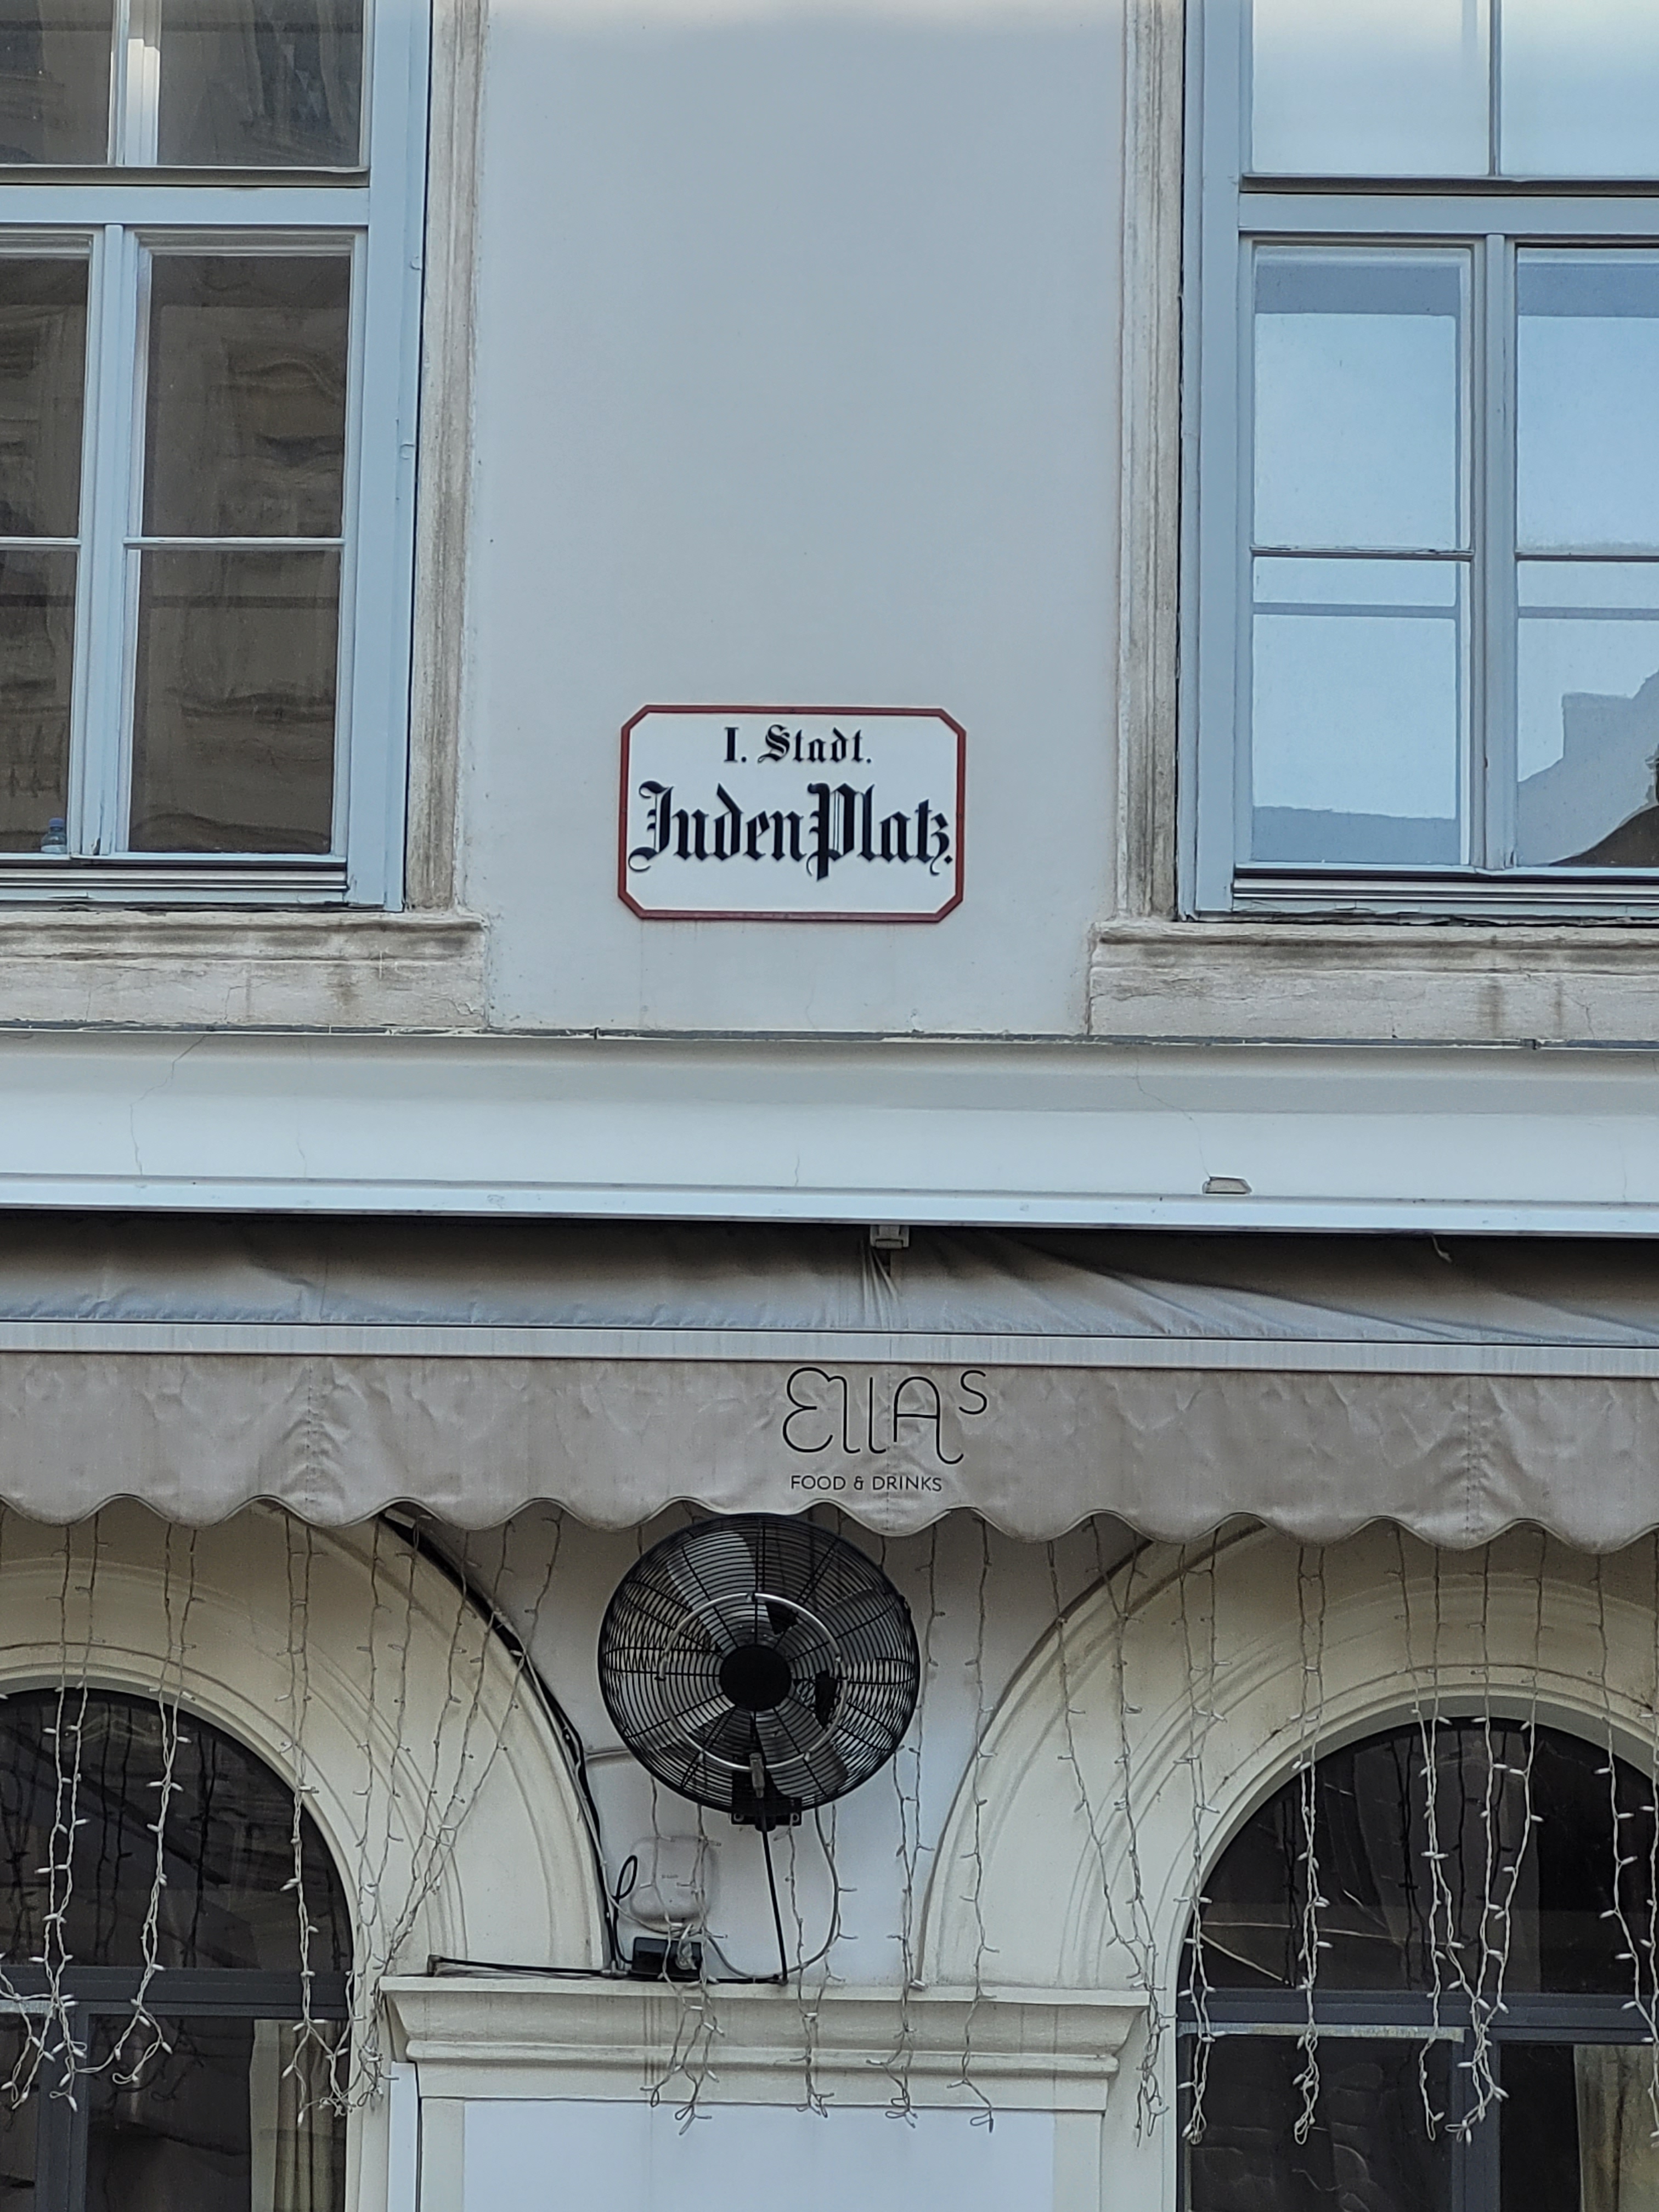 I. Stadt.
JudenPlatz.
EllAs
FOOD & DRINKS